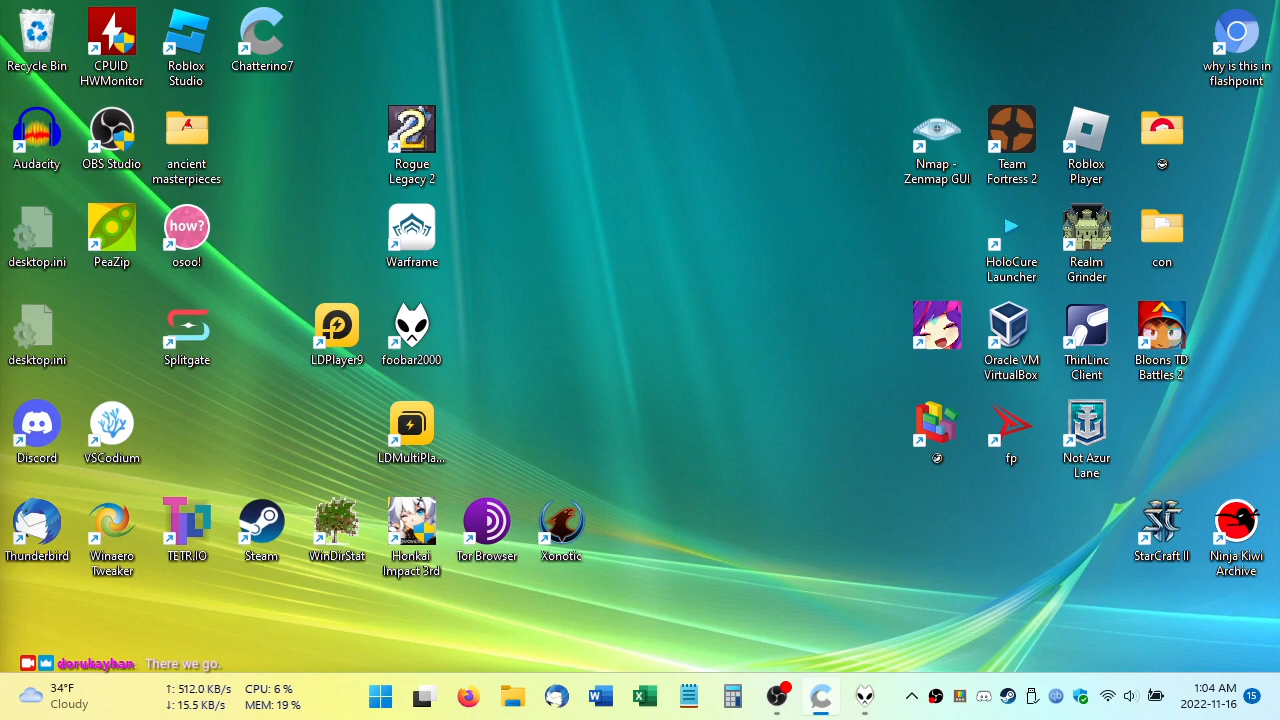 Recycle Bin
CPUID
HWMonitor
Roblox
Studio
Chatterino7
why is this in
flashpoint
Audacity
OBS Studio
ancient
masterpieces
2
Rogue
Legacy 2
Nmap -
Zenmap GUI
Team
Fortress 2
Roblox
Player
desktop.ini
PeaZip
how?
osoo!
Warframe
HoloCure
Launcher
Realm
Grinder
con
desktop.ini
Splitgate
LDPlayer9
foobar2000
Oracle VM
VirtualBox
ThinLinc
Client
Bloons TD
Battles 2
Discord
VSCodium
LDMultiPla...
fp
Not Azur
Lane
Thunderbird
Winaero
Tweaker
TETR.IO
Steam
WinDirStat
Honkai
Impact 3rd
Tor Browser
Xonotic
StarCraft II
Ninja Kiwi
Archive
dorukayhan There we go.
34°F
Cloudy
↑: 512.0 KB/s
↓: 15.5 KB/s
CPU: 6 %
MEM: 19 %
1:04 AM
2022-11-16
15